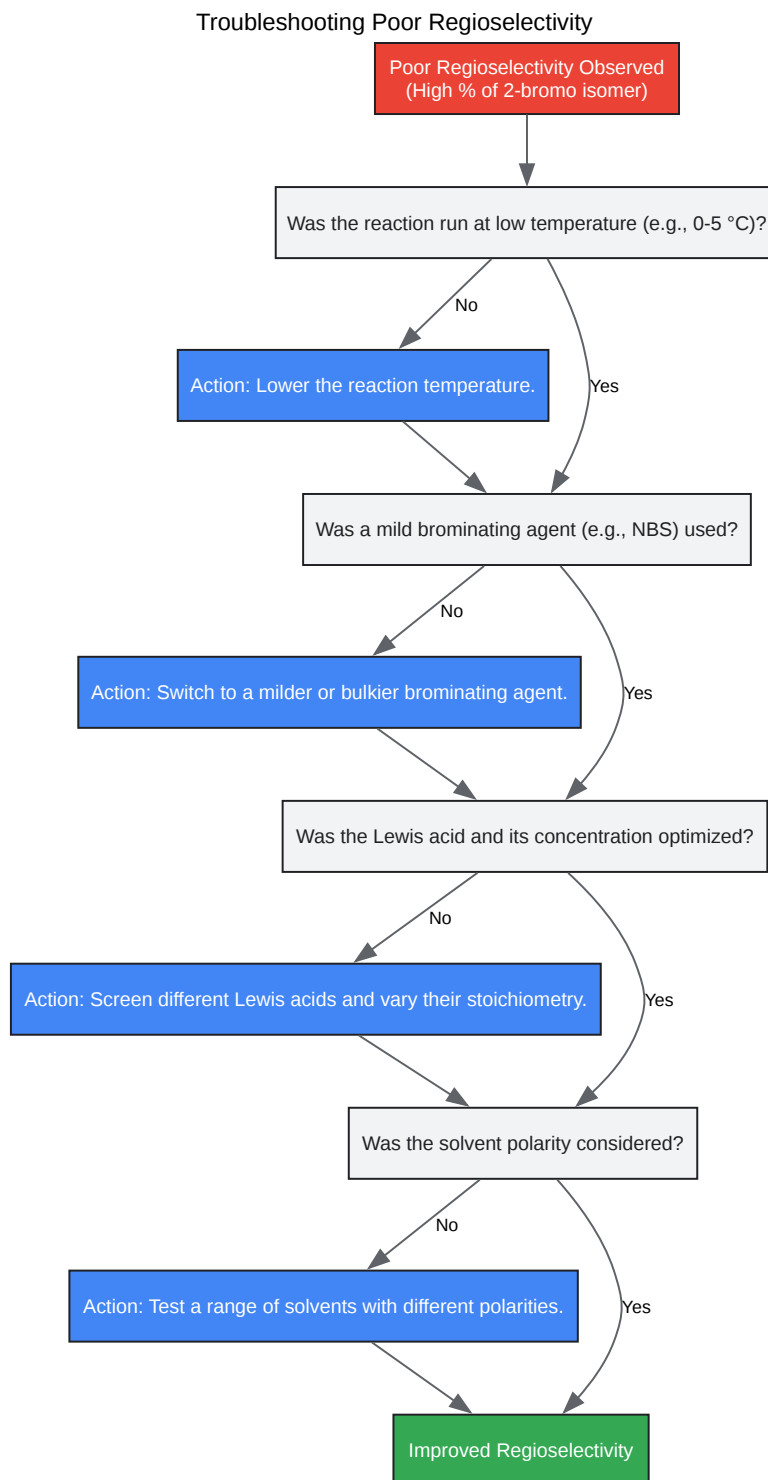 Troubleshooting Poor Regioselectivity
Poor Regioselectivity Observed
(High % of 2-bromo isomer)
Was the reaction run at low temperature (e.g., 0-5 °C)?
No
Action: Lower the reaction temperature.
Yes
Was a mild brominating agent (e.g., NBS) used?
No
Action: Switch to a milder or bulkier brominating agent.
Yes
Was the Lewis acid and its concentration optimized?
No
Action: Screen different Lewis acids and vary their stoichiometry.
Yes
Was the solvent polarity considered?
No
Action: Test a range of solvents with different polarities.
Yes
Improved Regioselectivity